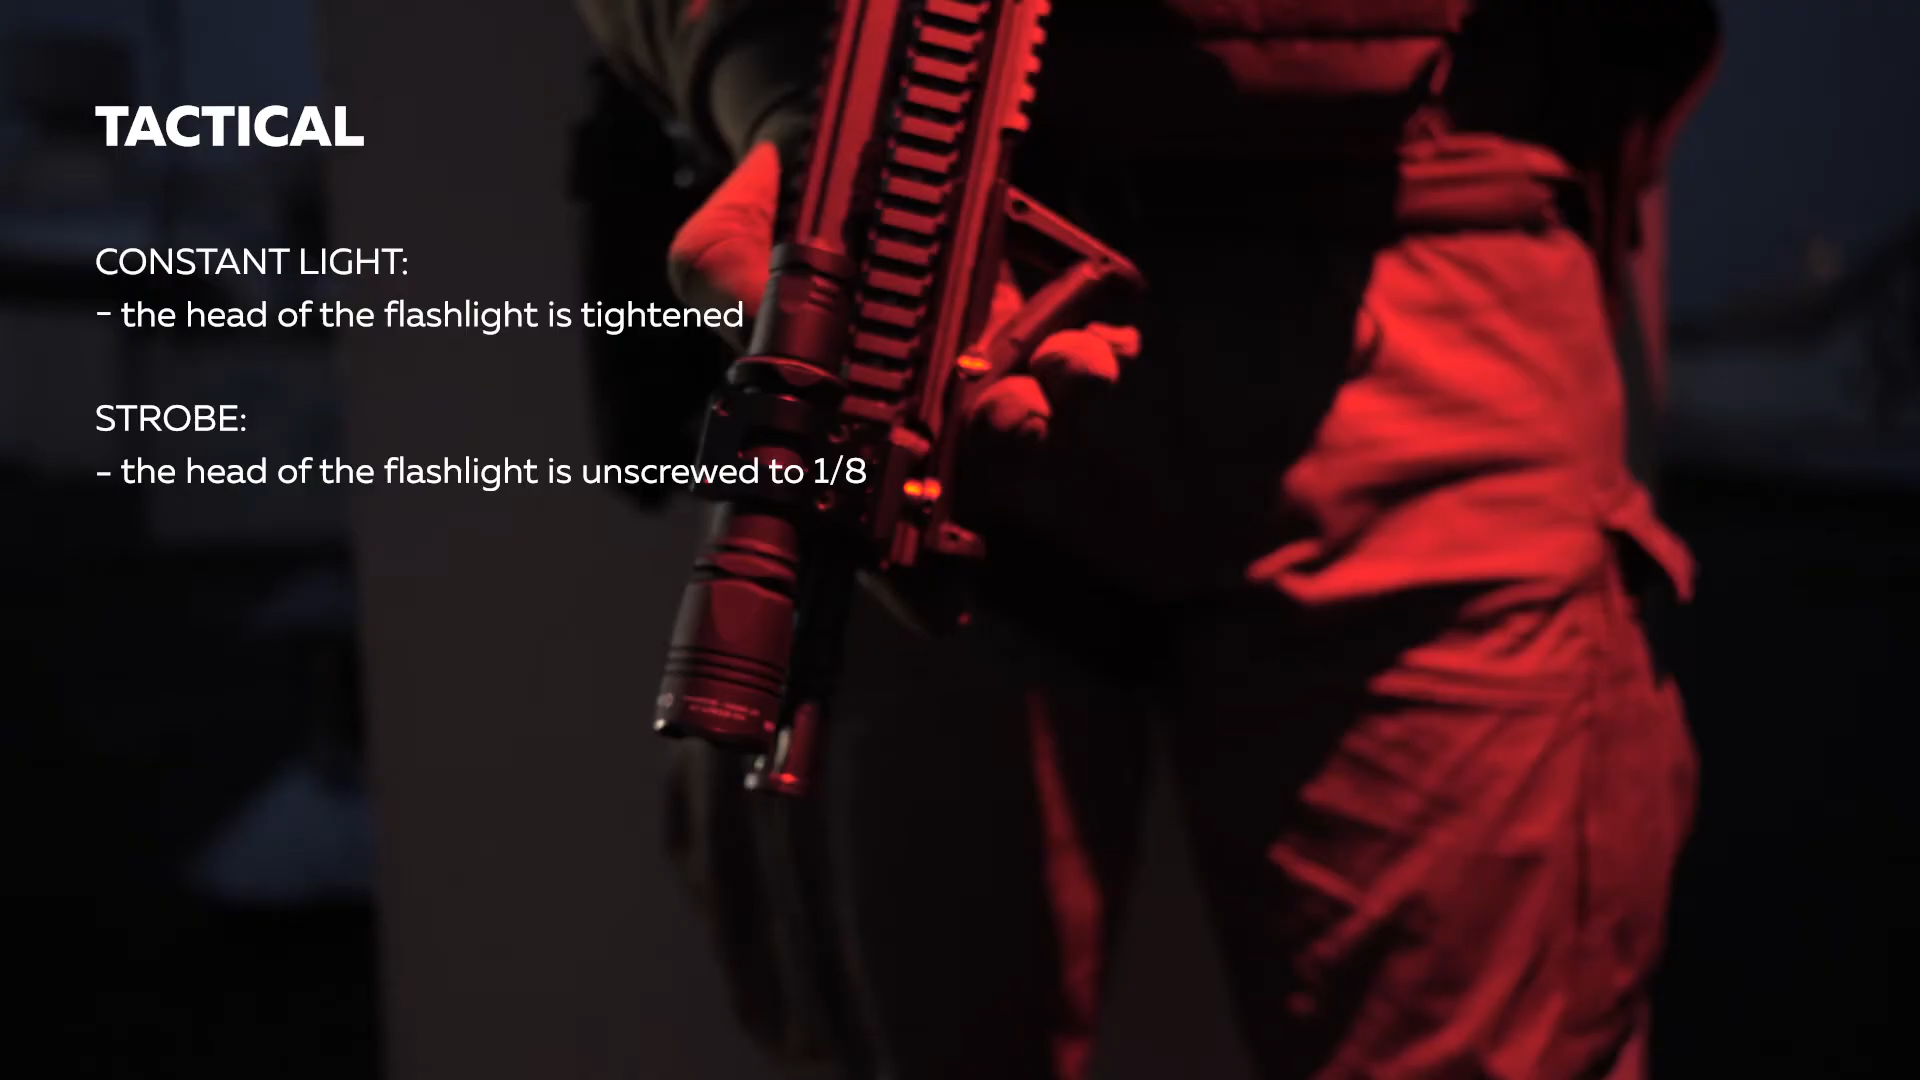 TACTICAL
CONSTANT LIGHT:
- the head of the flashlight is tightened
STROBE:
- the head of the flashlight is unscrewed to 1/8